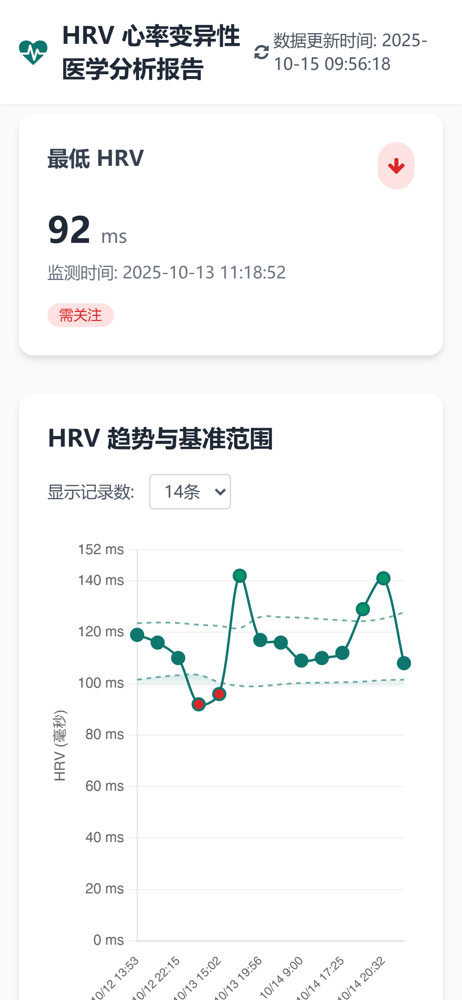 HRV 心率变异性
医学分析报告
数据更新时间: 2025-
10-15 09:56:18
最低 HRV
92 ms
监测时间: 2025-10-13 11:18:52
需关注
HRV 趋势与基准范围
显示记录数: 14条
152 ms
140 ms
120 ms
100 ms
80 ms
60 ms
40 ms
20 ms
0 ms
HRV (毫秒)
10/12 13:53
10/12 22:15
10/13 15:02
10/13 19:56
10/14 9:00
10/14 17:25
10/14 20:32